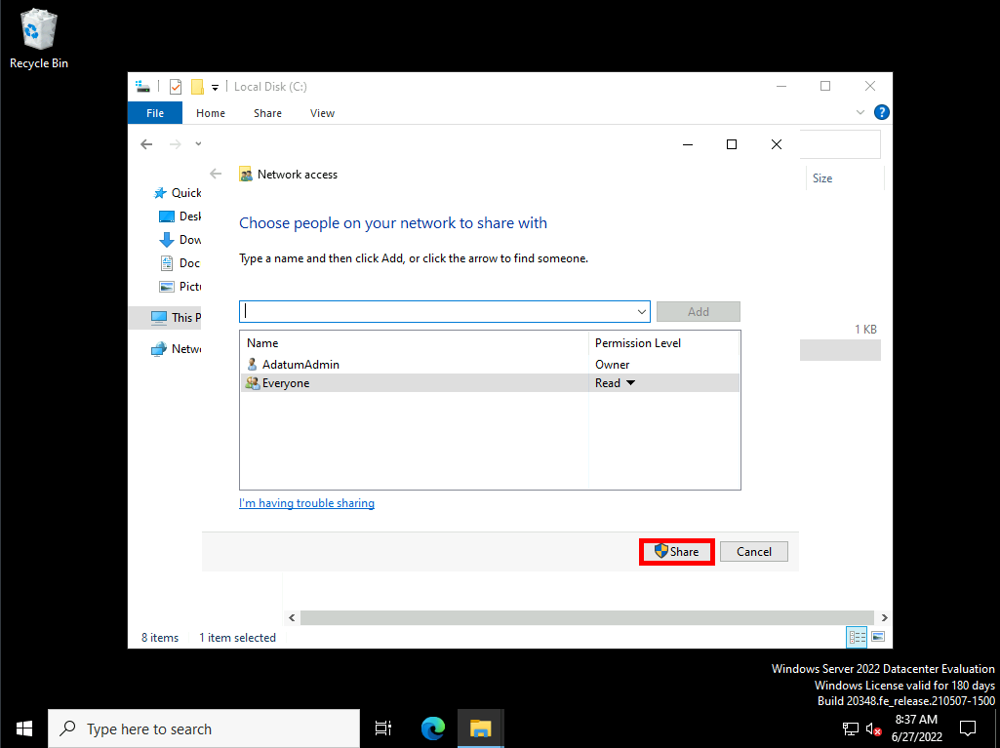 Recycle Bin
Local Disk (C:)
File Home Share View
?
Network access
Size
Quick
Desk
Dow
Doc
Pictu
This P
Netwo
Choose people on your network to share with
Type a name and then click Add, or click the arrow to find someone.
Add
Name Permission Level
AdatumAdmin Owner
Everyone Read
1 KB
I'm having trouble sharing
Share Cancel
8 items 1 item selected
Windows Server 2022 Datacenter Evaluation
Windows License valid for 180 days
Build 20348.fe_release.210507-1500
Type here to search
8:37 AM
6/27/2022